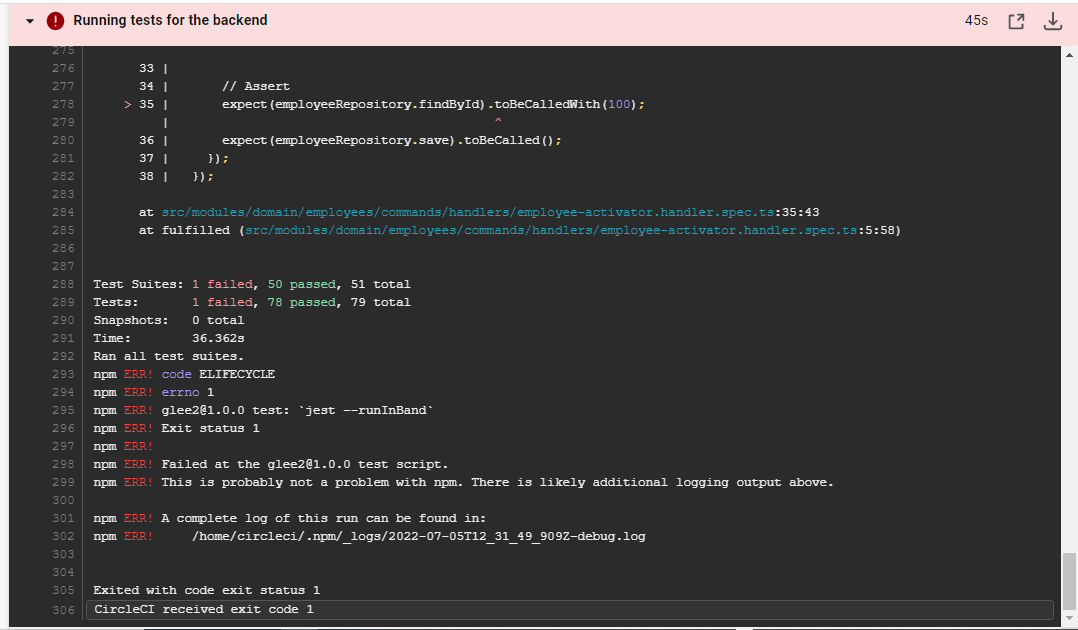 Running tests for the backend 45s
275
276 33 |
277 34 | // Assert
278 > 35 | expect(employeeRepository.findById).toBeCalledWith(100);
279 | ^
280 36 | expect(employeeRepository.save).toBeCalled();
281 37 | });
282 38 | });
283
284 at src/modules/domain/employees/commands/handlers/employee-activator.handler.spec.ts:35:43
285 at fulfilled (src/modules/domain/employees/commands/handlers/employee-activator.handler.spec.ts:5:58)
286
287
288 Test Suites: 1 failed, 50 passed, 51 total
289 Tests: 1 failed, 78 passed, 79 total
290 Snapshots: 0 total
291 Time: 36.362s
292 Ran all test suites.
293 npm ERR! code ELIFECYCLE
294 npm ERR! errno 1
295 npm ERR! glee2@1.0.0 test: `jest --runInBand`
296 npm ERR! Exit status 1
297 npm ERR!
298 npm ERR! Failed at the glee2@1.0.0 test script.
299 npm ERR! This is probably not a problem with npm. There is likely additional logging output above.
300
301 npm ERR! A complete log of this run can be found in:
302 npm ERR! /home/circleci/.npm/_logs/2022-07-05T12_31_49_909Z-debug.log
303
304
305 Exited with code exit status 1
306 CircleCI received exit code 1